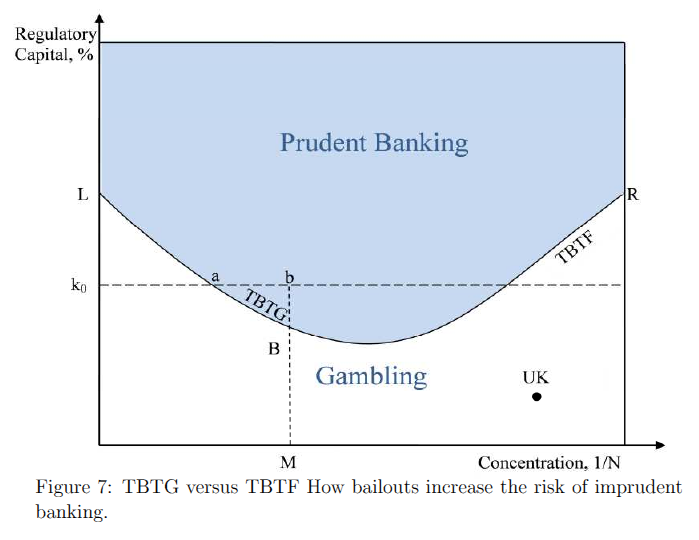 Regulatory
Capital, %
Prudent Banking
L
R
TBTF
a
b
k₀
TBTG
B
Gambling
UK
M
Concentration, 1/N
Figure 7: TBTG versus TBTF How bailouts increase the risk of imprudent
banking.